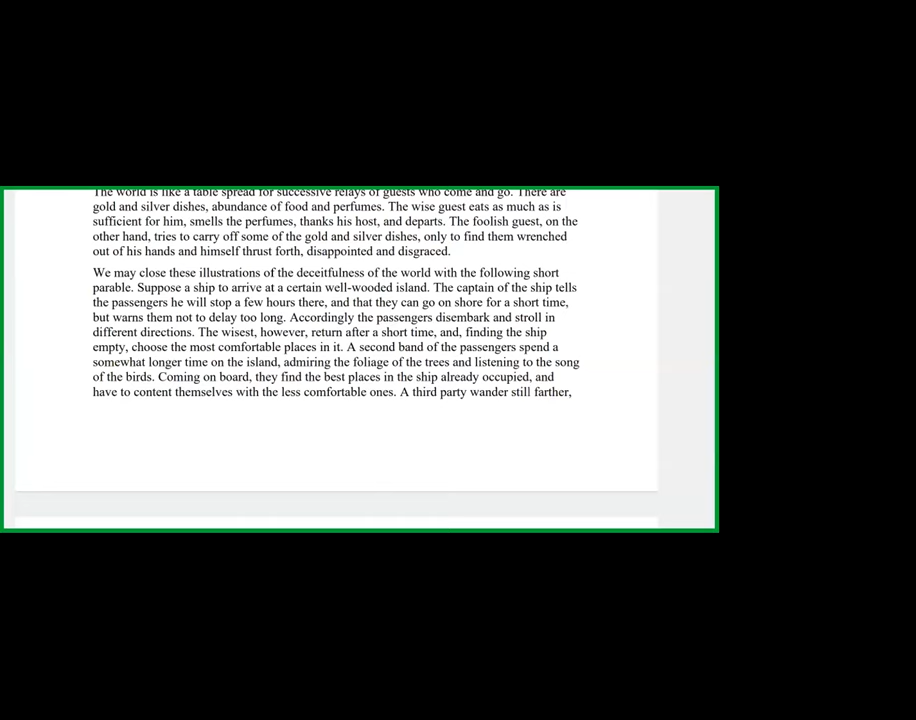 The world is like a table spread for successive relays of guests who come and go. There are
gold and silver dishes, abundance of food and perfumes. The wise guest eats as much as is
sufficient for him, smells the perfumes, thanks his host, and departs. The foolish guest, on the
other hand, tries to carry off some of the gold and silver dishes, only to find them wrenched
out of his hands and himself thrust forth, disappointed and disgraced.
We may close these illustrations of the deceitfulness of the world with the following short
parable. Suppose a ship to arrive at a certain well-wooded island. The captain of the ship tells
the passengers he will stop a few hours there, and that they can go on shore for a short time,
but warns them not to delay too long. Accordingly the passengers disembark and stroll in
different directions. The wisest, however, return after a short time, and, finding the ship
empty, choose the most comfortable places in it. A second band of the passengers spend a
somewhat longer time on the island, admiring the foliage of the trees and listening to the song
of the birds. Coming on board, they find the best places in the ship already occupied, and
have to content themselves with the less comfortable ones. A third party wander still farther,